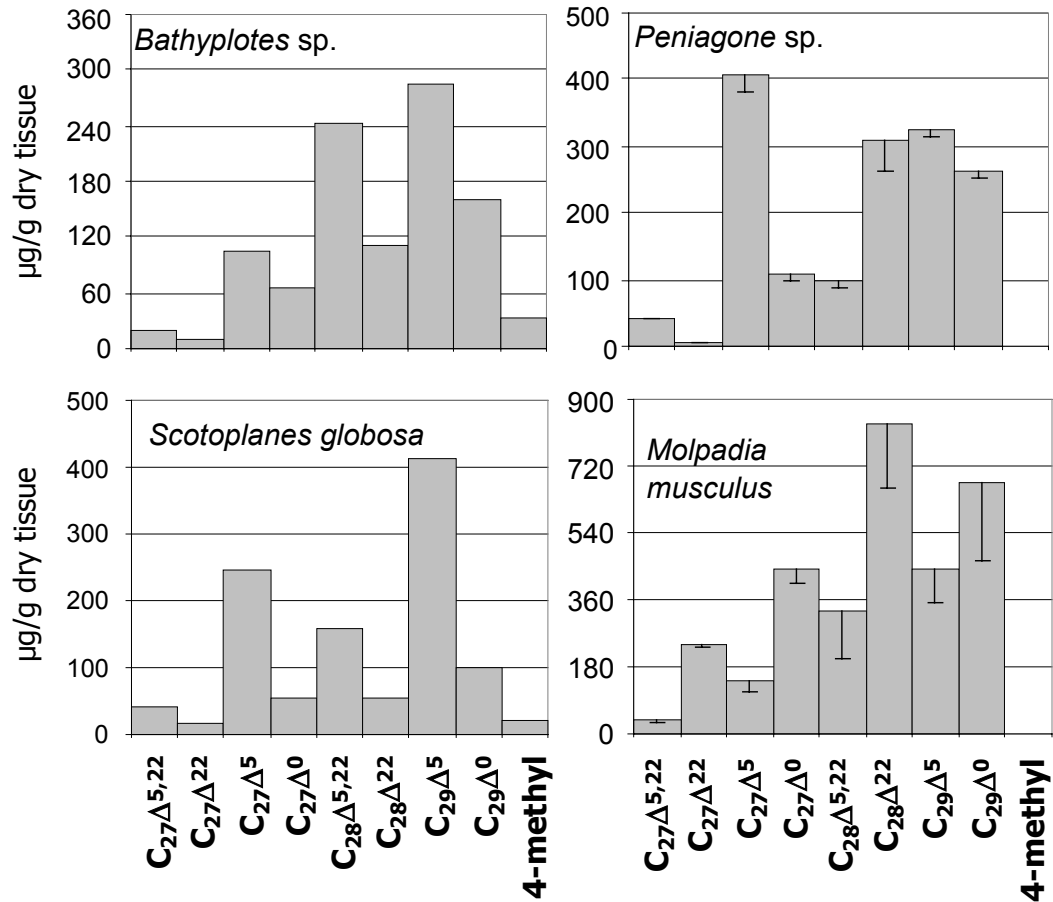 Bathyplotes sp.
360
300
240
180
120
60
0
µg/g dry tissue
Peniagone sp.
500
400
300
200
100
0
Scotoplanes globosa
500
400
300
200
100
0
µg/g dry tissue
Molpadia
musculus
900
720
540
360
180
0
C₂₇Δ⁵,²²
C₂₇Δ²²
C₂₇Δ⁵
C₂₇Δ⁰
C₂₈Δ⁵,²²
C₂₈Δ²²
C₂₉Δ⁵
C₂₉Δ⁰
4-methyl
C₂₇Δ⁵,²²
C₂₇Δ²²
C₂₇Δ⁵
C₂₇Δ⁰
C₂₈Δ⁵,²²
C₂₈Δ²²
C₂₉Δ⁵
C₂₉Δ⁰
4-methyl